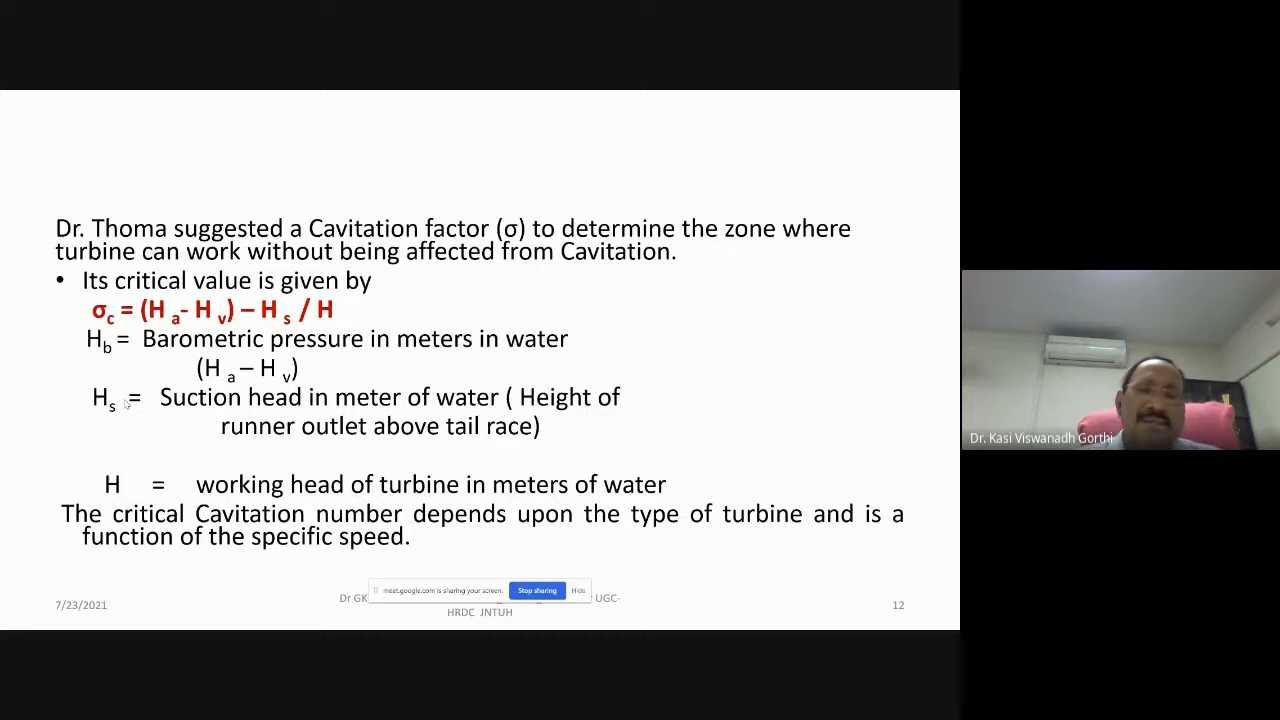 Dr. Thoma suggested a Cavitation factor (σ) to determine the zone where
turbine can work without being affected from Cavitation.
• Its critical value is given by
σc = (H a- H v) – H s / H
Hb = Barometric pressure in meters in water
(H a – H v)
Hs = Suction head in meter of water ( Height of
runner outlet above tail race)
H = working head of turbine in meters of water
The critical Cavitation number depends upon the type of turbine and is a
function of the specific speed.
meet.google.com is sharing your screen. Stop sharing Hide
7/23/2021 Dr UGC- 12
HRDC JNTUH
Dr. Kasi Viswanadh Gorthi